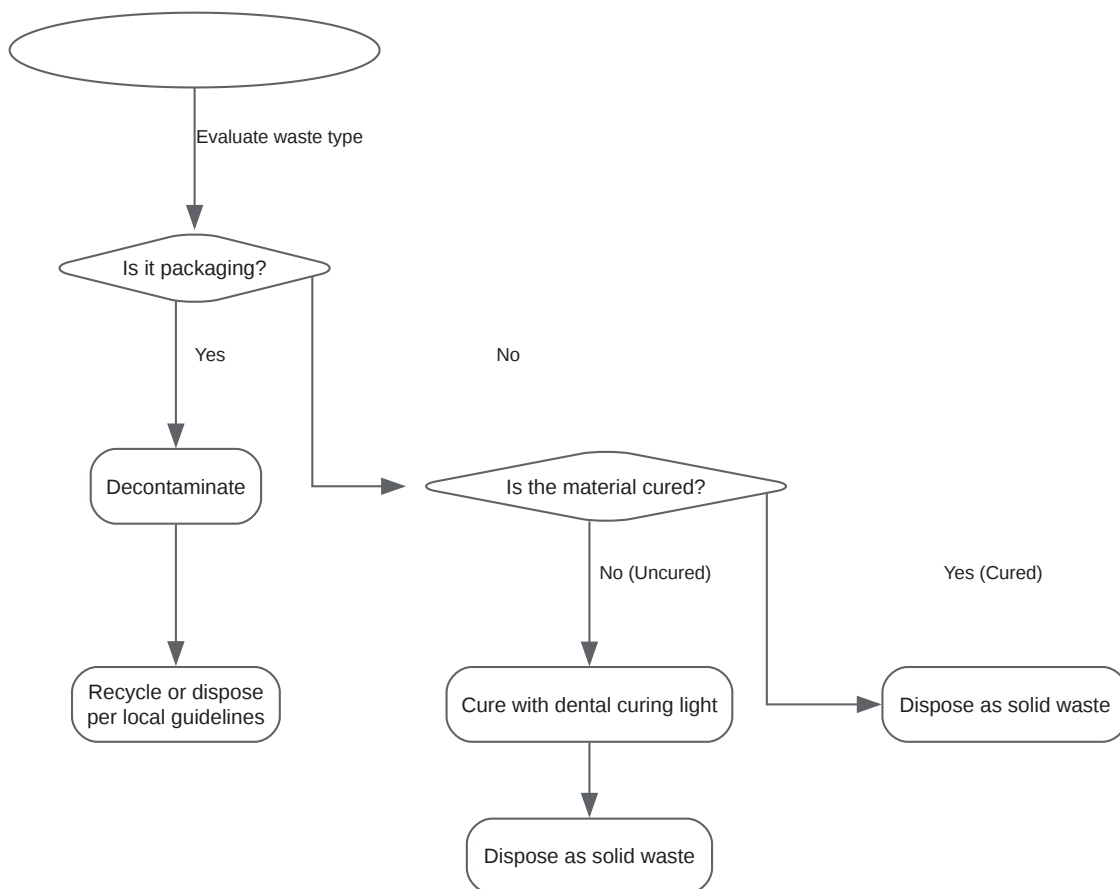 Evaluate waste type
Is it packaging?
Yes
No
Decontaminate
Is the material cured?
No (Uncured)
Yes (Cured)
Recycle or dispose
per local guidelines
Cure with dental curing light
Dispose as solid waste
Dispose as solid waste